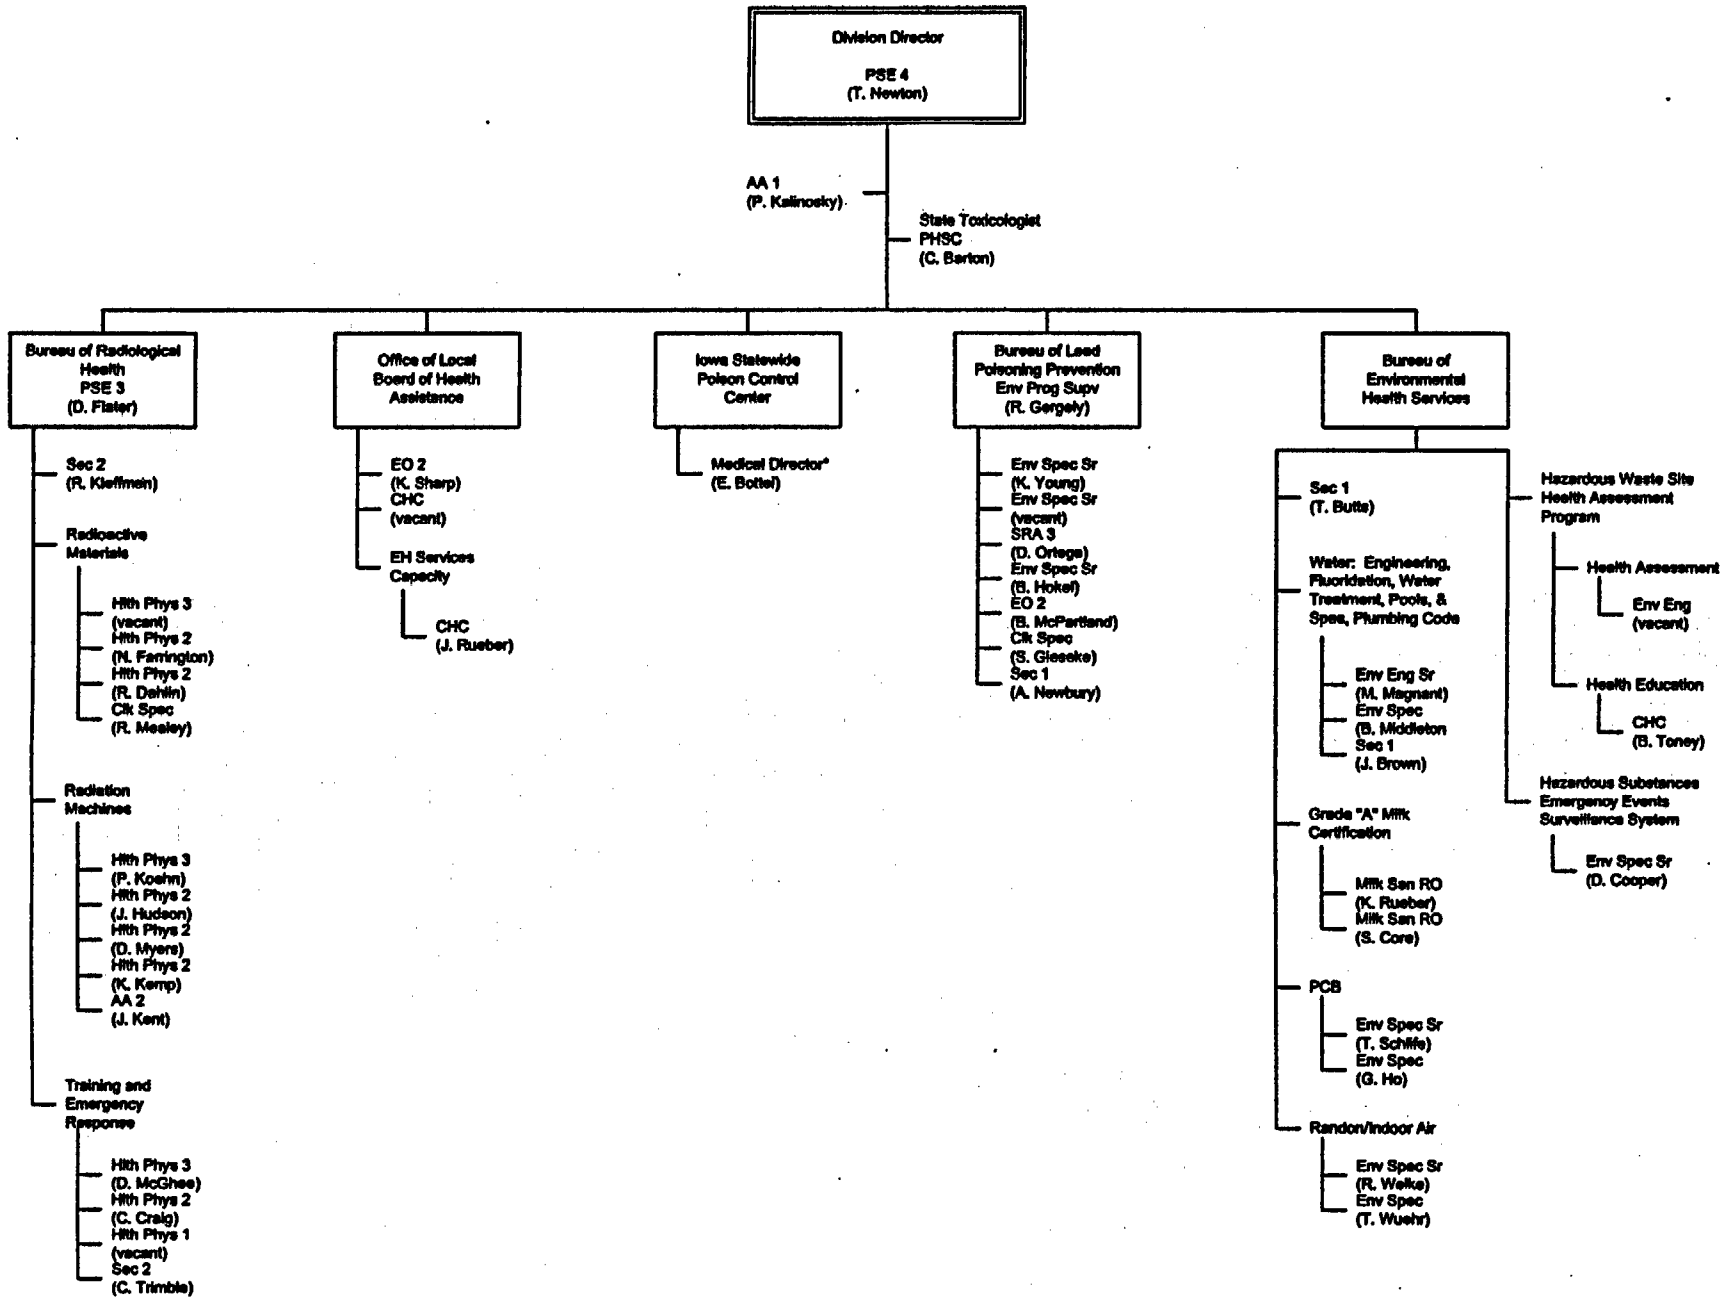 Division Director
PSE 4
(T. Newton)
AA 1
(P. Kalinosky)
State Toxicologist
PHSC
(C. Barton)
Bureau of Radiological
Health
PSE 3
(D. Flater)
Sec 2
(R. Kleffman)
Radioactive
Materials
Hlth Phys 3
(vacant)
Hlth Phys 2
(N. Farrington)
Hlth Phys 2
(R. Dahlin)
Clk Spec
(R. Mealey)
Radiation
Machines
Hlth Phys 3
(P. Koehn)
Hlth Phys 2
(J. Hudson)
Hlth Phys 2
(D. Myers)
Hlth Phys 2
(K. Kemp)
AA 2
(J. Kent)
Training and
Emergency
Response
Hlth Phys 3
(D. McGhee)
Hlth Phys 2
(C. Craig)
Hlth Phys 1
(vacant)
Sec 2
(C. Trimble)
Office of Local
Board of Health
Assistance
EO 2
(K. Sharp)
CHC
(vacant)
EH Services
Capacity
CHC
(J. Rueber)
Iowa Statewide
Poison Control
Center
Medical Director*
(E. Bottel)
Bureau of Lead
Poisoning Prevention
Env Prog Supv
(R. Gergely)
Env Spec Sr
(K. Young)
Env Spec Sr
(vacant)
SRA 3
(D. Ortega)
Env Spec Sr
(B. Hokel)
EO 2
(B. McPartland)
Clk Spec
(S. Gieseke)
Sec 1
(A. Newbury)
Bureau of
Environmental
Health Services
Sec 1
(T. Butts)
Water: Engineering,
Fluoridation, Water
Treatment, Pools, &
Spas, Plumbing Code
Env Eng Sr
(M. Magnant)
Env Spec
(B. Middleton
Sec 1
(J. Brown)
Grade "A" Milk
Certification
Milk San RO
(K. Rueber)
Milk San RO
(S. Core)
PCB
Env Spec Sr
(T. Schlife)
Env Spec
(G. Ho)
Randon/Indoor Air
Env Spec Sr
(R. Welke)
Env Spec
(T. Wuehr)
Hazardous Waste Site
Health Assessment
Program
Health Assessment
Env Eng
(vacant)
Health Education
CHC
(B. Toney)
Hazardous Substances
Emergency Events
Surveillance System
Env Spec Sr
(D. Cooper)